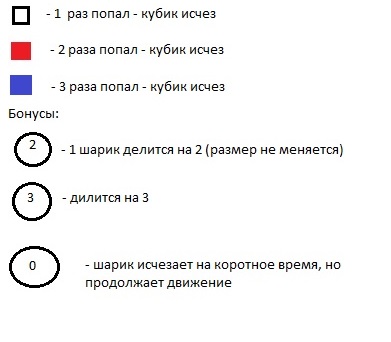 - 1 раз попал - кубик исчез
- 2 раза попал - кубик исчез
- 3 раза попал - кубик исчез
Бонусы:
2 - 1 шарик делится на 2 (размер не меняется)
3 - дилится на 3
0 - шарик исчезает на короткое время, но
продолжает движение